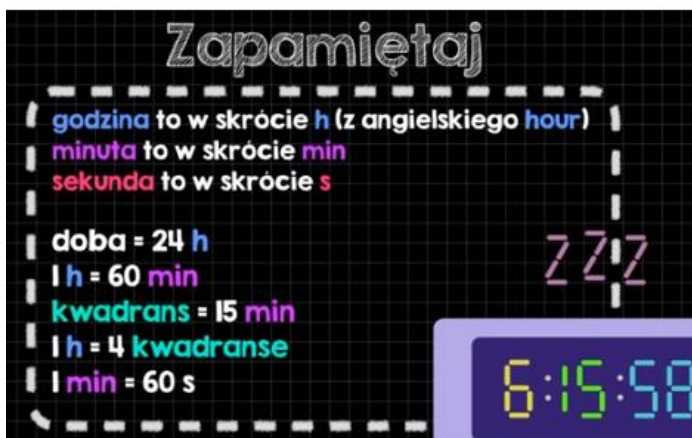 Zapamiętaj
godzina to w skrócie h (z angielskiego hour)
minuta to w skrócie min
sekunda to w skrócie s
doba = 24 h
1 h = 60 min
kwadrans = 15 min
1 h = 4 kwadranse
1 min = 60 s
ZZZ
6:15:58